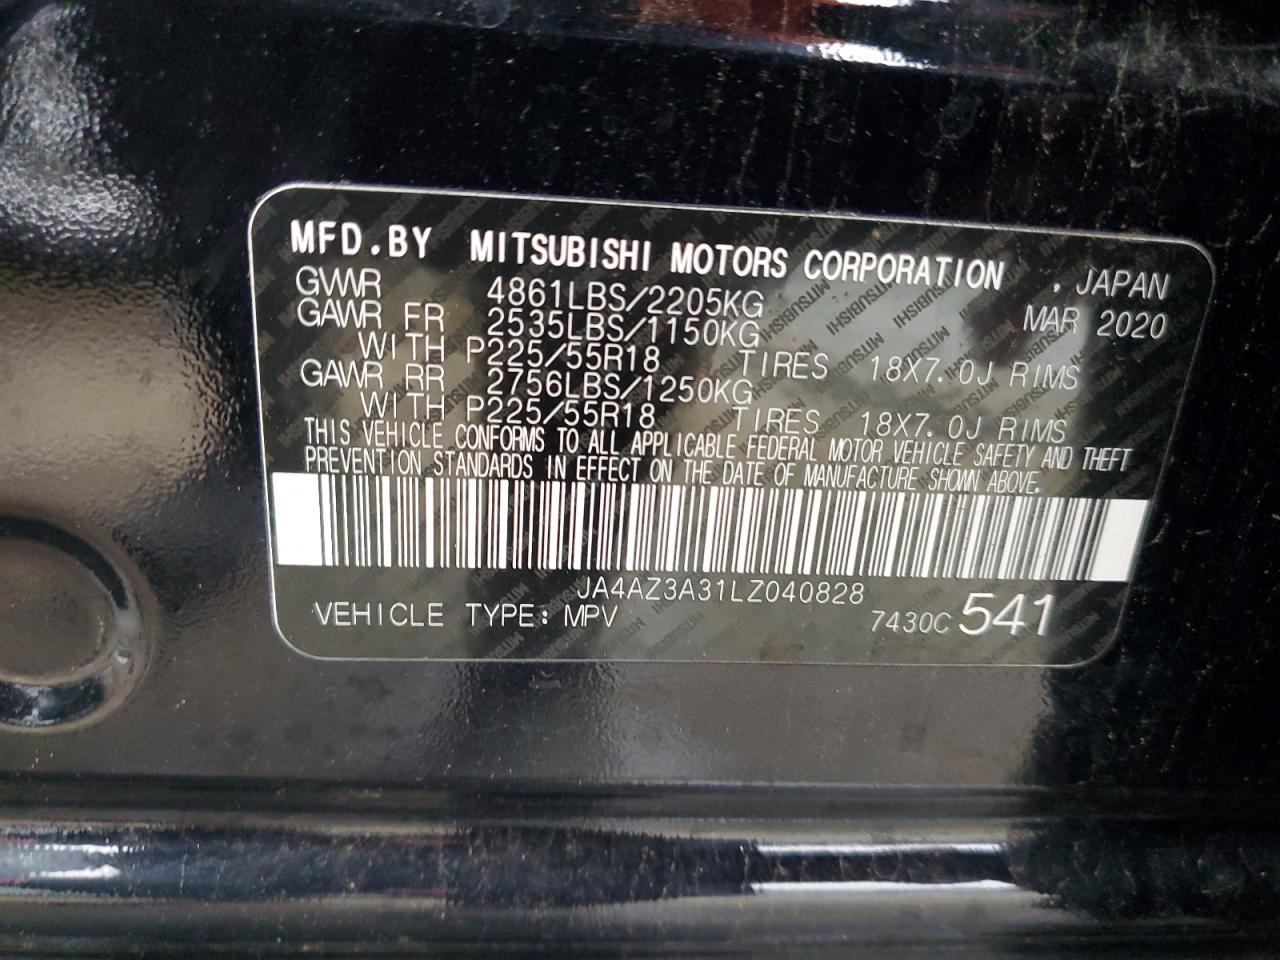 MFD.BY MITSUBISHI MOTORS CORPORATION . JAPAN
GVWR 4861LBS/2205KG MAR 2020
GAWR FR 2535LBS/1150KG
WITH P225/55R18 TIRES 18X7.0J RIMS
GAWR RR 2756LBS/1250KG
WITH P225/55R18 TIRES 18X7.0J RIMS
THIS VEHICLE CONFORMS TO ALL APPLICABLE FEDERAL MOTOR VEHICLE SAFETY AND THEFT
PREVENTION STANDARDS IN EFFECT ON THE DATE OF MANUFACTURE SHOWN ABOVE.
JA4AZ3A31LZ040828
VEHICLE TYPE: MPV 7430C 541